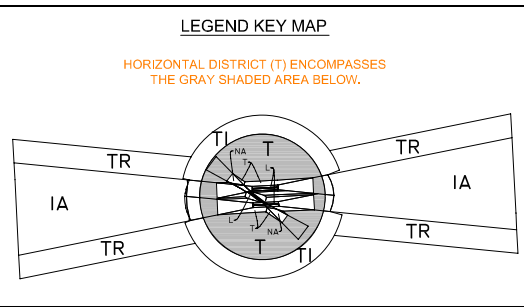 LEGEND KEY MAP
HORIZONTAL DISTRICT (T) ENCOMPASSES
THE GRAY SHADED AREA BELOW.
TI
T
NA
T
L
TR
TR
IA
IA
TR
TR
L
T
NA
T
TI